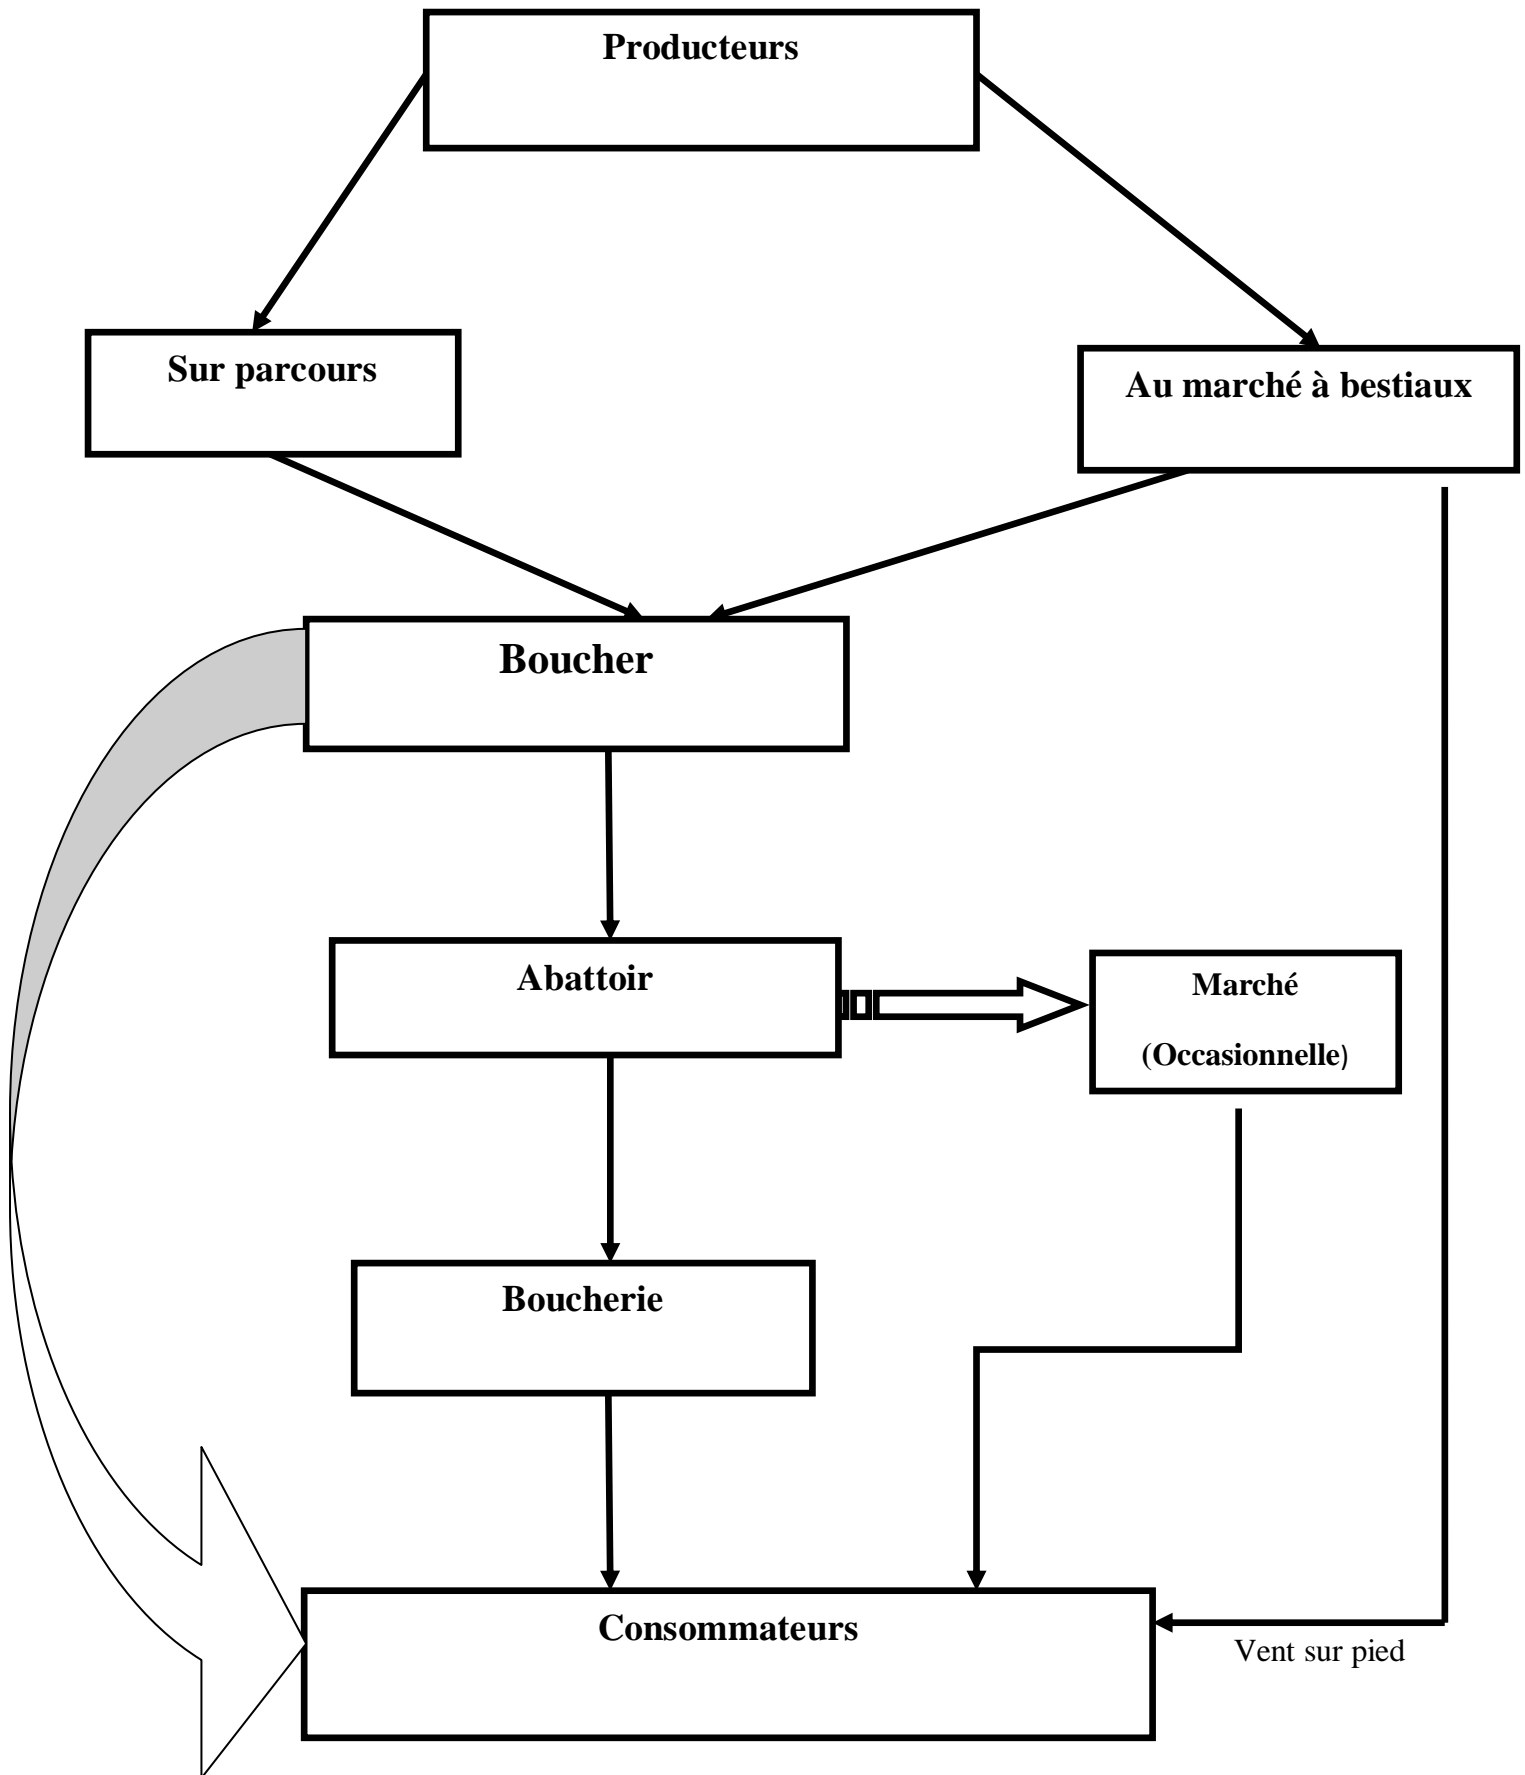 Producteurs
Sur parcours
Au marché à bestiaux
Boucher
Abattoir
Marché
(Occasionnelle)
Boucherie
Consommateurs
Vent sur pied